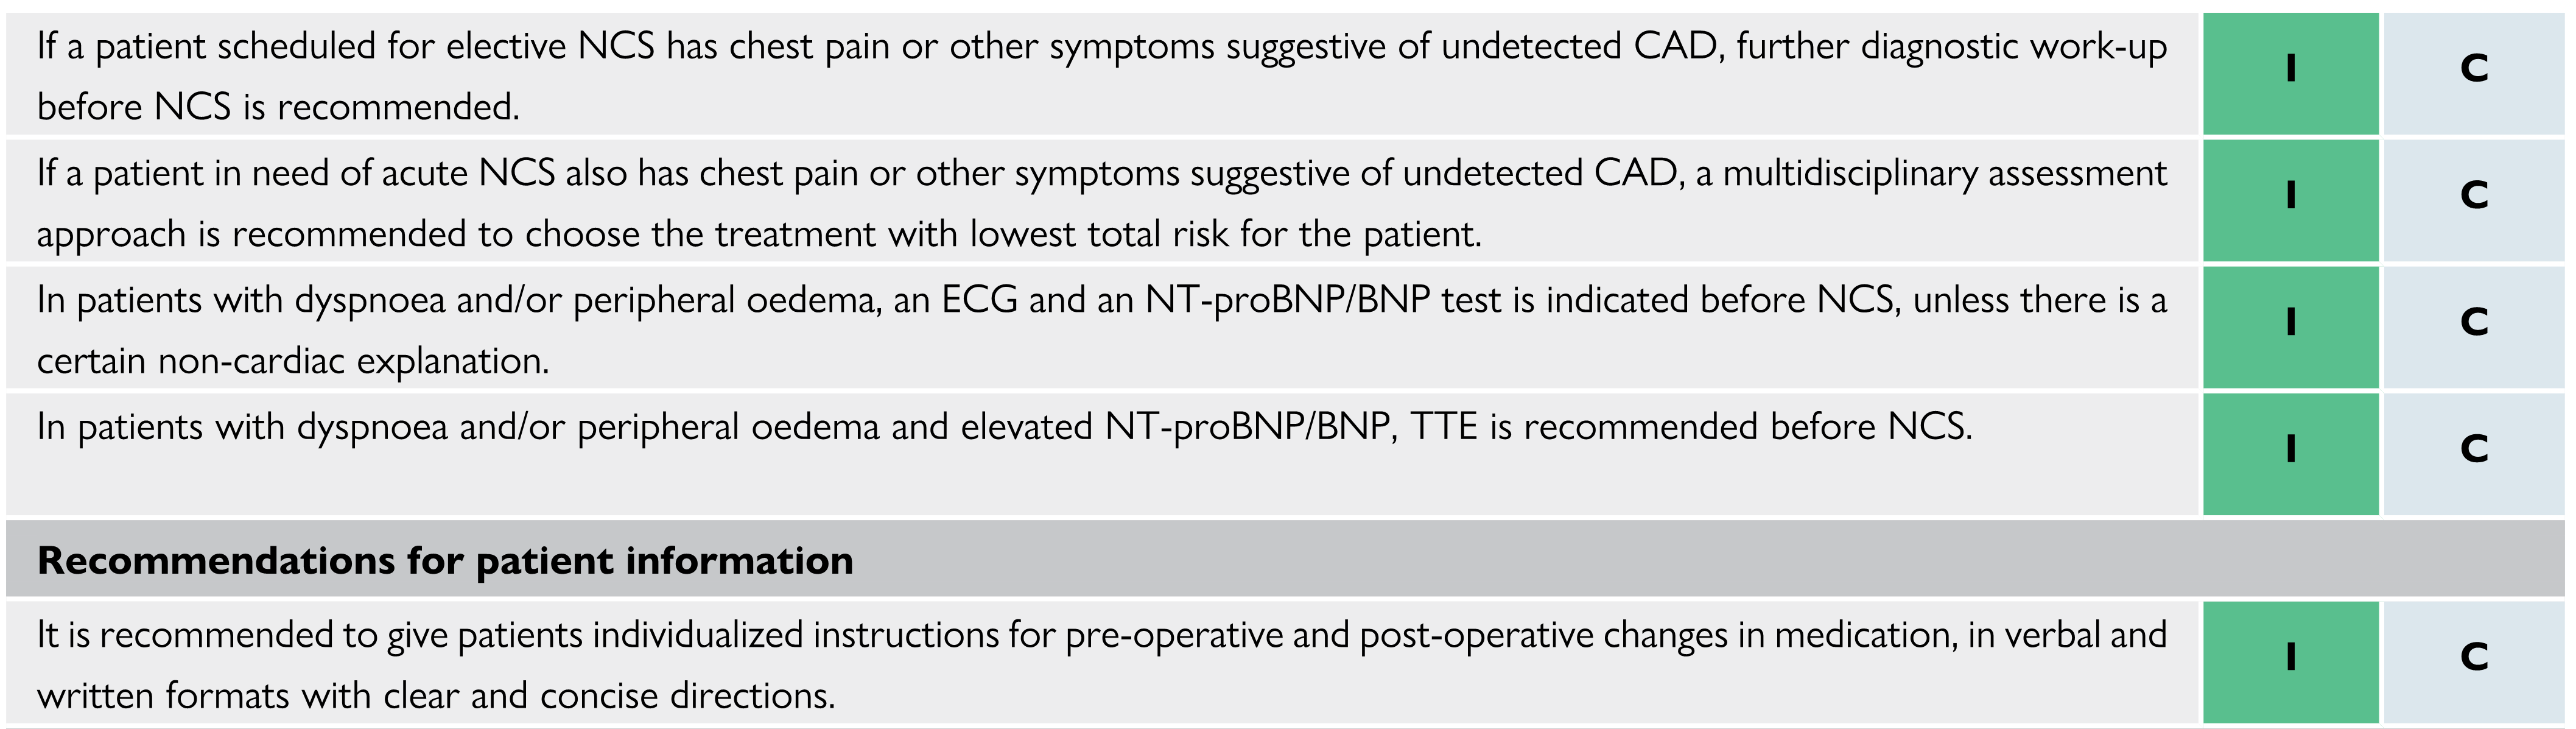 If a patient scheduled for elective NCS has chest pain or other symptoms suggestive of undetected CAD, further diagnostic work-up
before NCS is recommended.
I
C
If a patient in need of acute NCS also has chest pain or other symptoms suggestive of undetected CAD, a multidisciplinary assessment
approach is recommended to choose the treatment with lowest total risk for the patient.
I
C
In patients with dyspnoea and/or peripheral oedema, an ECG and an NT-proBNP/BNP test is indicated before NCS, unless there is a
certain non-cardiac explanation.
I
C
In patients with dyspnoea and/or peripheral oedema and elevated NT-proBNP/BNP, TTE is recommended before NCS.
I
C
Recommendations for patient information
It is recommended to give patients individualized instructions for pre-operative and post-operative changes in medication, in verbal and
written formats with clear and concise directions.
I
C